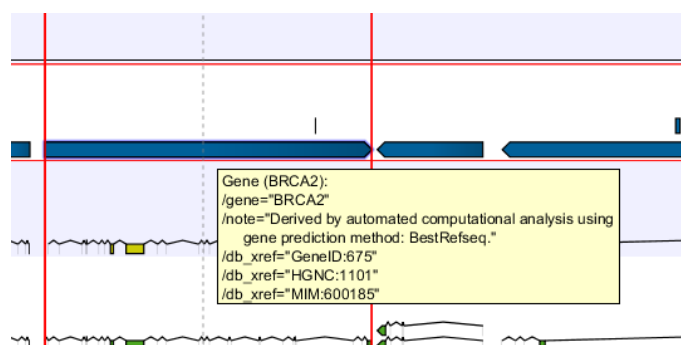 Gene (BRCA2):
/gene="BRCA2"
/note="Derived by automated computational analysis using
gene prediction method: BestRefseq."
/db_xref="GeneID:675"
/db_xref="HGNC:1101"
/db_xref="MIM:600185"